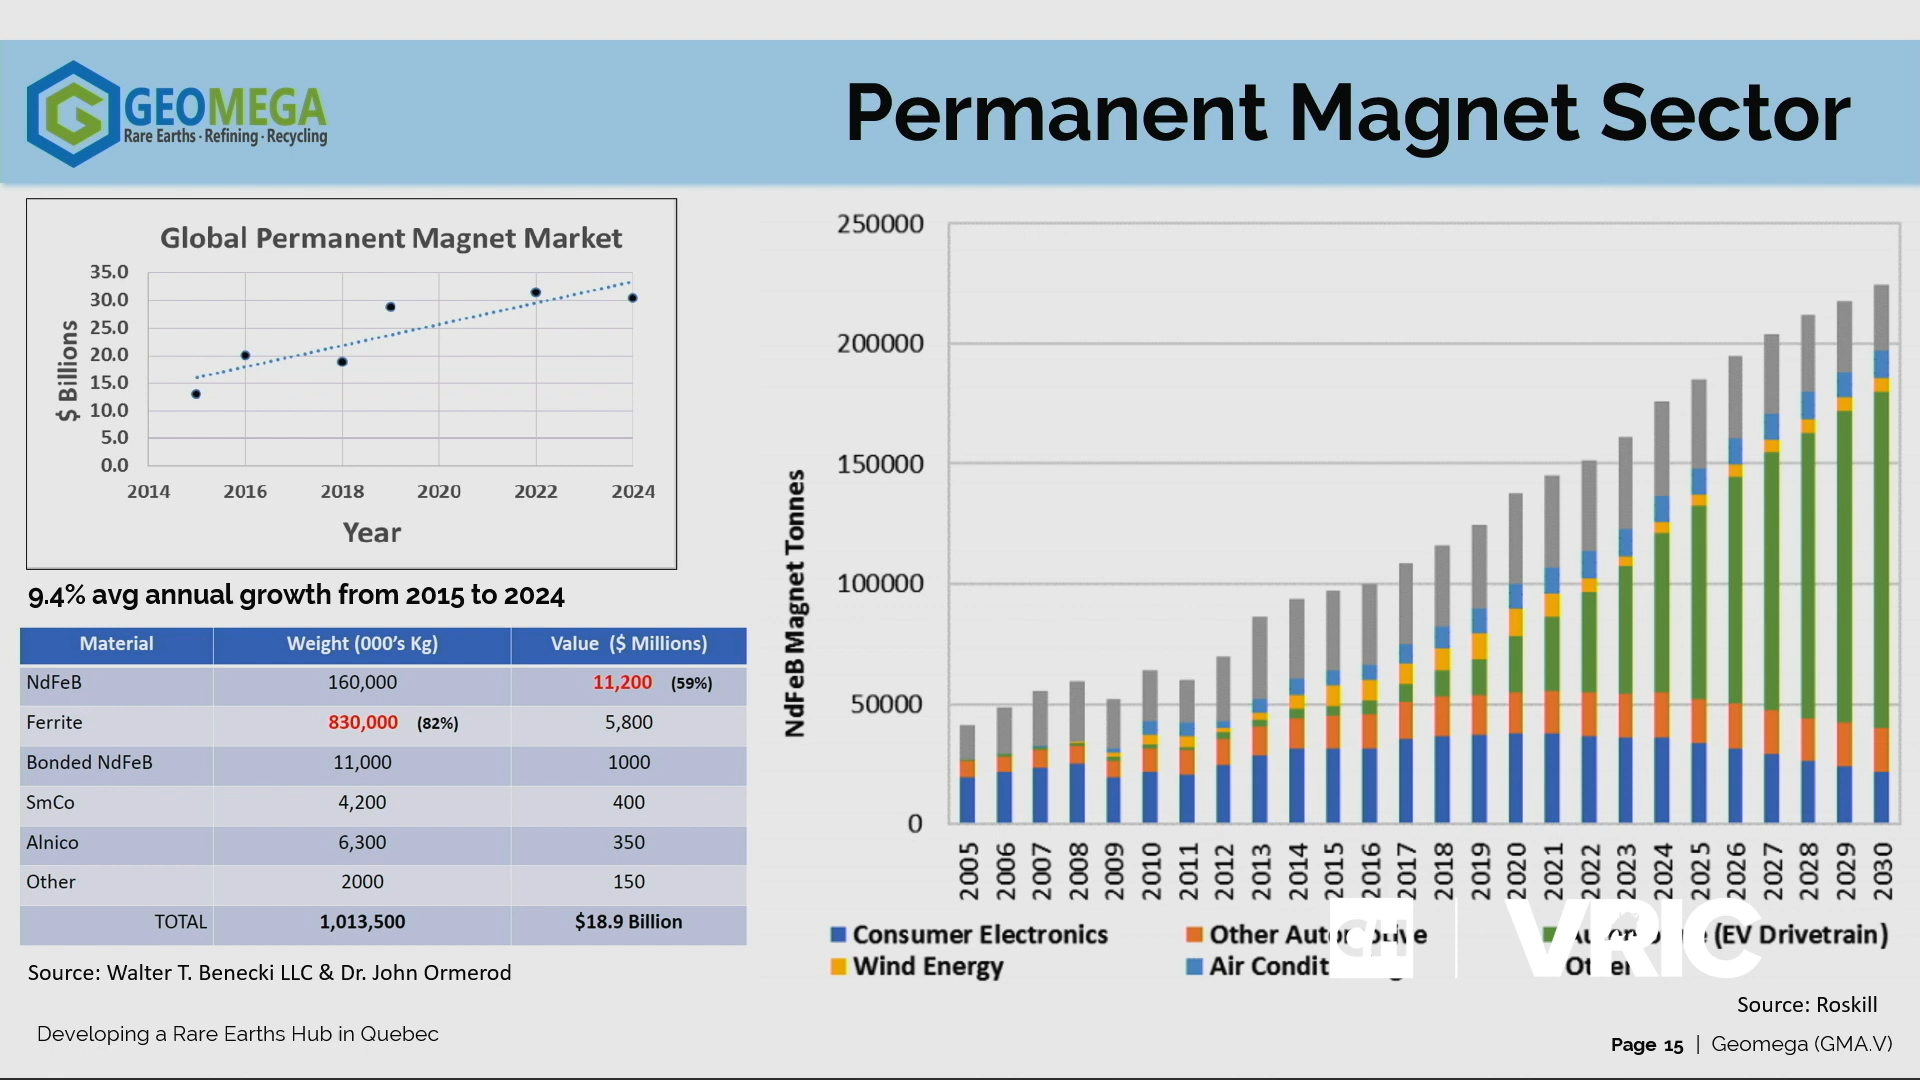 GEOMEGA
Rare Earths · Refining · Recycling
Permanent Magnet Sector
Global Permanent Magnet Market
35.0
30.0
25.0
20.0
15.0
10.0
5.0
0.0
$ Billions
2014 2016 2018 2020 2022 2024
Year
9.4% avg annual growth from 2015 to 2024
Material Weight (000's Kg) Value ($ Millions)
NdFeB 160,000 11,200 (59%)
Ferrite 830,000 (82%) 5,800
Bonded NdFeB 11,000 1000
SmCo 4,200 400
Alnico 6,300 350
Other 2000 150
TOTAL 1,013,500 $18.9 Billion
Source: Walter T. Benecki LLC & Dr. John Ormerod
250000
200000
150000
100000
50000
0
NdFeB Magnet Tonnes
2005 2006 2007 2008 2009 2010 2011 2012 2013 2014 2015 2016 2017 2018 2019 2020 2021 2022 2023 2024 2025 2026 2027 2028 2029 2030
Consumer Electronics Other Automotive (EV Drivetrain)
Wind Energy Air Other
VRIC
Source: Roskill
Developing a Rare Earths Hub in Quebec
Page 15 | Geomega (GMA.V)